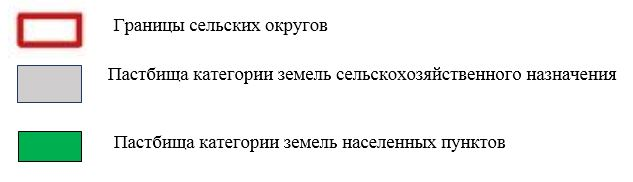 Границы сельских округов
Пастбища категории земель сельскохозяйственного назначения
Пастбища категории земель населенных пунктов